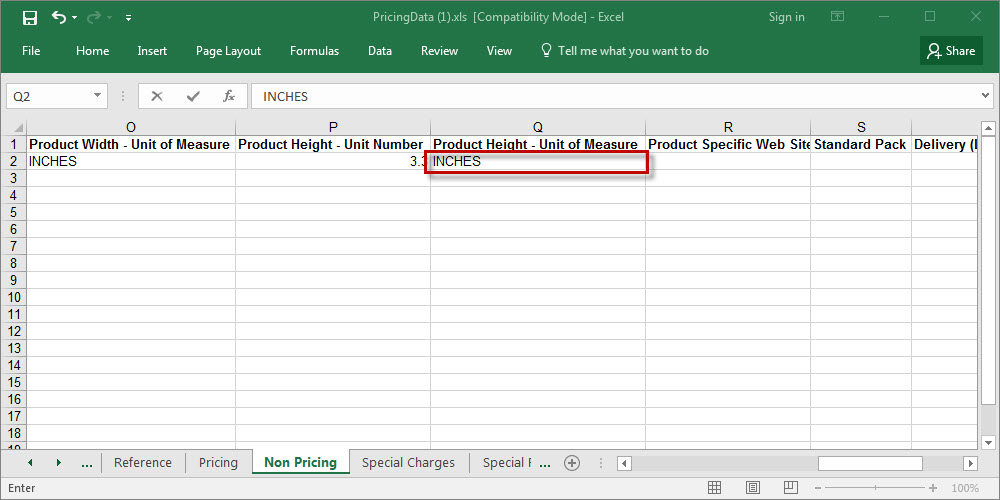 PricingData (1).xls [Compatibility Mode] - Excel
Sign in
File Home Insert Page Layout Formulas Data Review View Tell me what you want to do Share
Q2 fx INCHES
O P Q R S
1 Product Width - Unit of Measure Product Height - Unit Number Product Height - Unit of Measure Product Specific Web Site Standard Pack Delivery (
2 INCHES 3.3 INCHES
3
4
5
6
7
8
9
10
11
12
13
14
15
16
17
18
... Reference Pricing Non Pricing Special Charges Special ...
Enter 100%